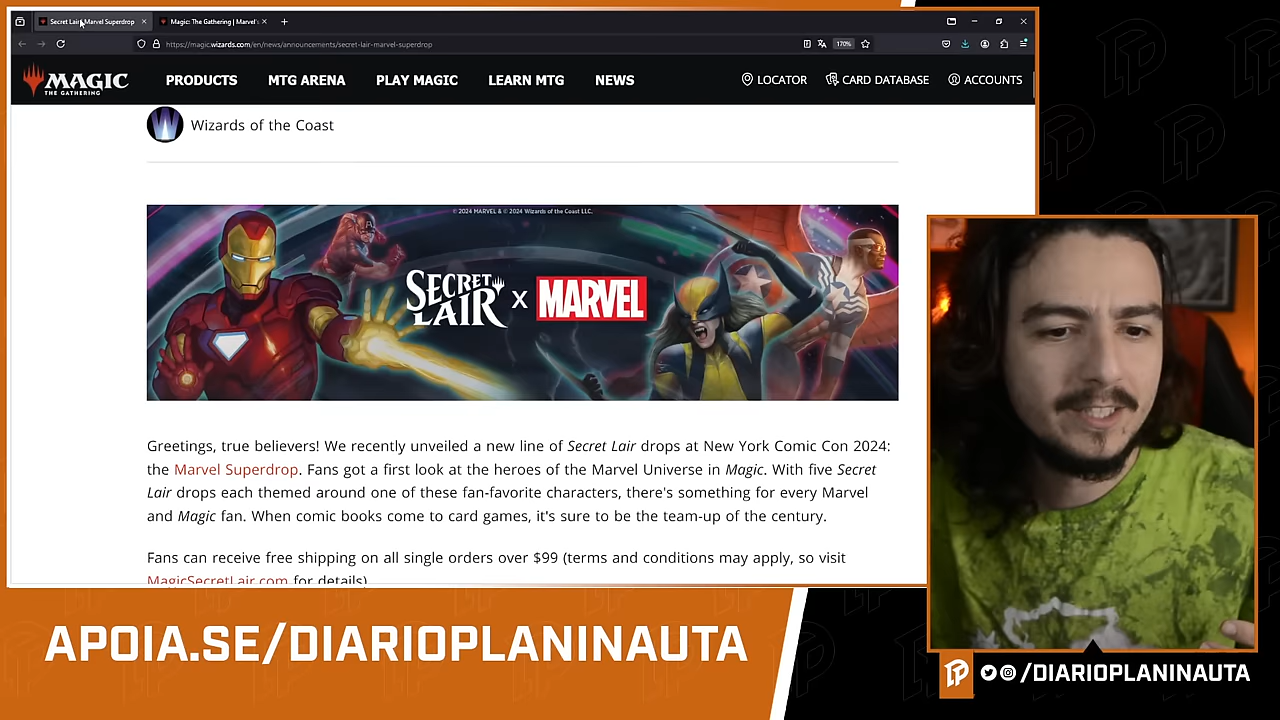 Secret Lair Marvel Superdrop
Magic: The Gathering | Marvel's
https://magic.wizards.com/en/news/announcements/secret-lair-marvel-superdrop
170%
MAGIC
THE GATHERING
PRODUCTS
MTG ARENA
PLAY MAGIC
LEARN MTG
NEWS
LOCATOR
CARD DATABASE
ACCOUNTS
Wizards of the Coast
© 2024 MARVEL & © 2024 Wizards of the Coast LLC.
SECRET
LAIR
X
MARVEL
Greetings, true believers! We recently unveiled a new line of Secret Lair drops at New York Comic Con 2024:
the Marvel Superdrop. Fans got a first look at the heroes of the Marvel Universe in Magic. With five Secret
Lair drops each themed around one of these fan-favorite characters, there's something for every Marvel
and Magic fan. When comic books come to card games, it's sure to be the team-up of the century.
Fans can receive free shipping on all single orders over $99 (terms and conditions may apply, so visit
MagicSecretLair.com for details)
APOIA.SE/DIARIOPLANINAUTA
/DIARIOPLANINAUTA